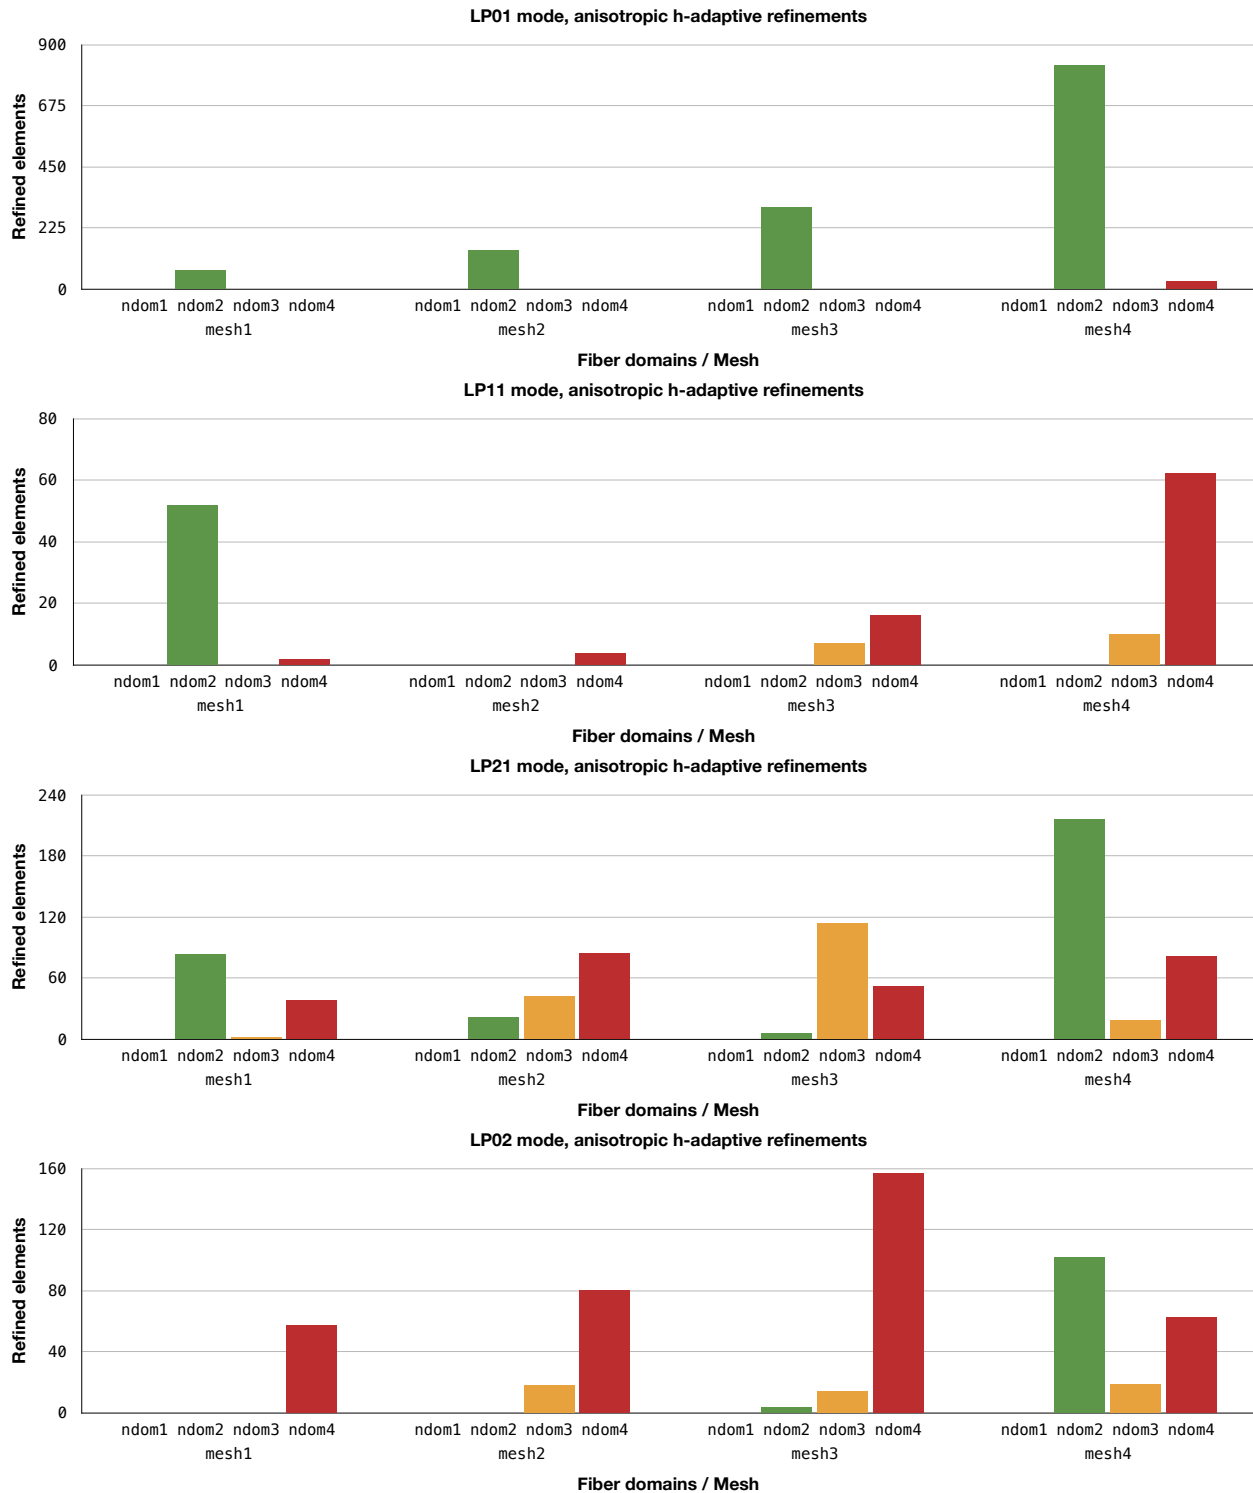 LP01 mode, anisotropic h-adaptive refinements
Refined elements
900
675
450
225
0
ndom1 ndom2 ndom3 ndom4 ndom1 ndom2 ndom3 ndom4 ndom1 ndom2 ndom3 ndom4 ndom1 ndom2 ndom3 ndom4
mesh1 mesh2 mesh3 mesh4
Fiber domains / Mesh
LP11 mode, anisotropic h-adaptive refinements
Refined elements
80
60
40
20
0
ndom1 ndom2 ndom3 ndom4 ndom1 ndom2 ndom3 ndom4 ndom1 ndom2 ndom3 ndom4 ndom1 ndom2 ndom3 ndom4
mesh1 mesh2 mesh3 mesh4
Fiber domains / Mesh
LP21 mode, anisotropic h-adaptive refinements
Refined elements
240
180
120
60
0
ndom1 ndom2 ndom3 ndom4 ndom1 ndom2 ndom3 ndom4 ndom1 ndom2 ndom3 ndom4 ndom1 ndom2 ndom3 ndom4
mesh1 mesh2 mesh3 mesh4
Fiber domains / Mesh
LP02 mode, anisotropic h-adaptive refinements
Refined elements
160
120
80
40
0
ndom1 ndom2 ndom3 ndom4 ndom1 ndom2 ndom3 ndom4 ndom1 ndom2 ndom3 ndom4 ndom1 ndom2 ndom3 ndom4
mesh1 mesh2 mesh3 mesh4
Fiber domains / Mesh